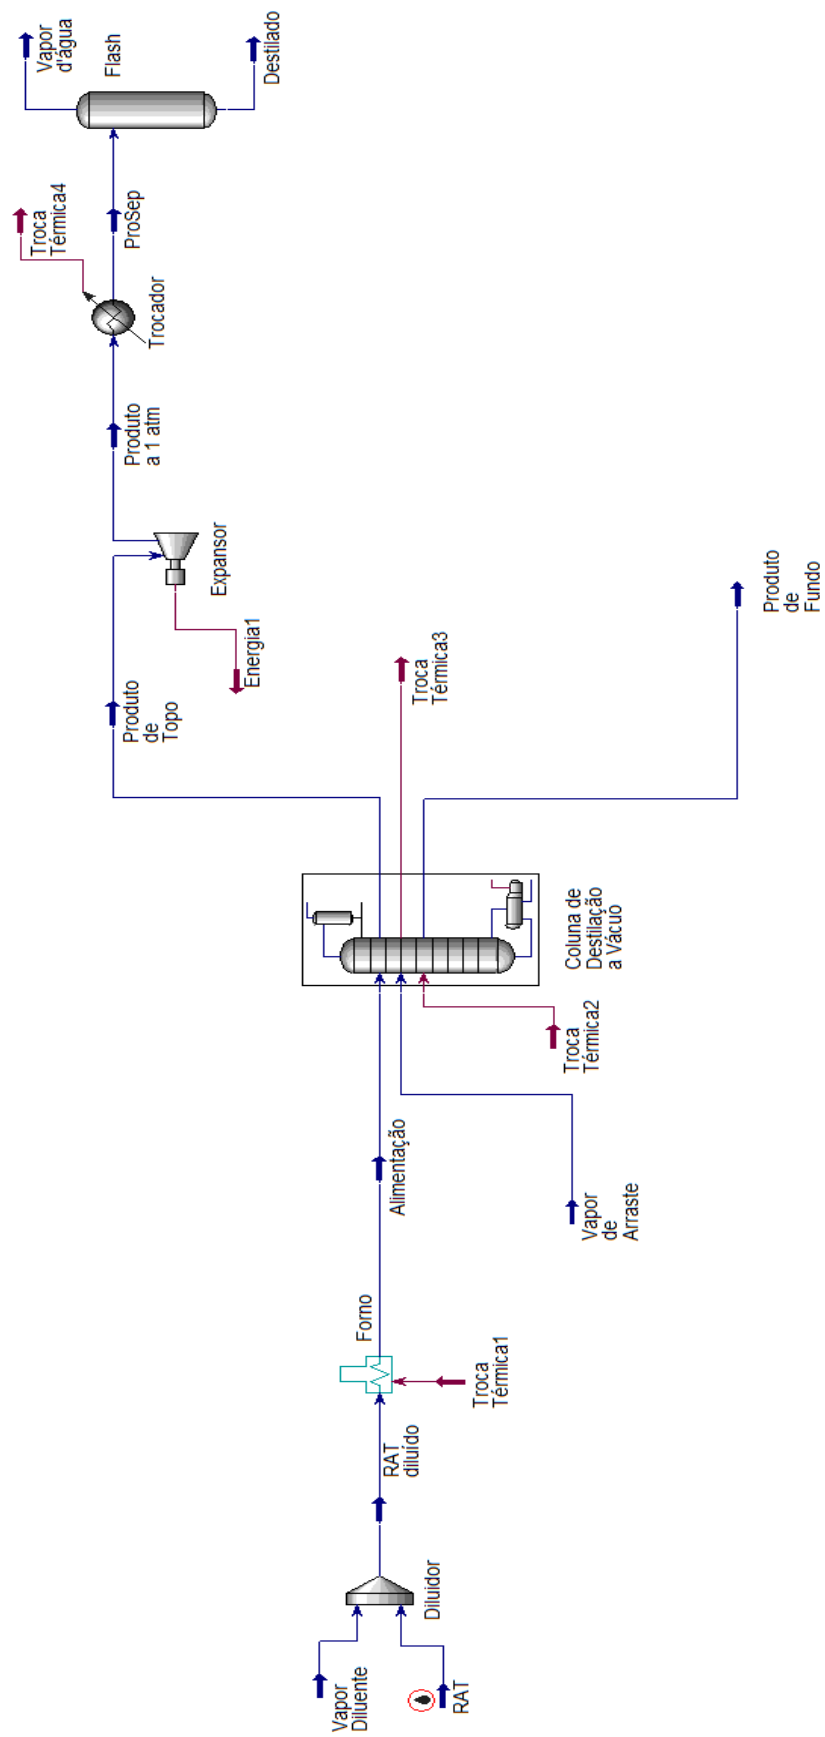 Vapor
Diluente
RAT
Diluidor
RAT
diluído
Forno
Troca
Térmica1
Alimentação
Vapor
de
Arraste
Troca
Térmica2
Coluna de
Destilação
a Vácuo
Produto
de
Topo
Troca
Térmica3
Energia1
Expansor
Produto
de
Fundo
Produto
a 1 atm
Trocador
Troca
Térmica4
ProSep
Vapor
d'água
Flash
Destilado